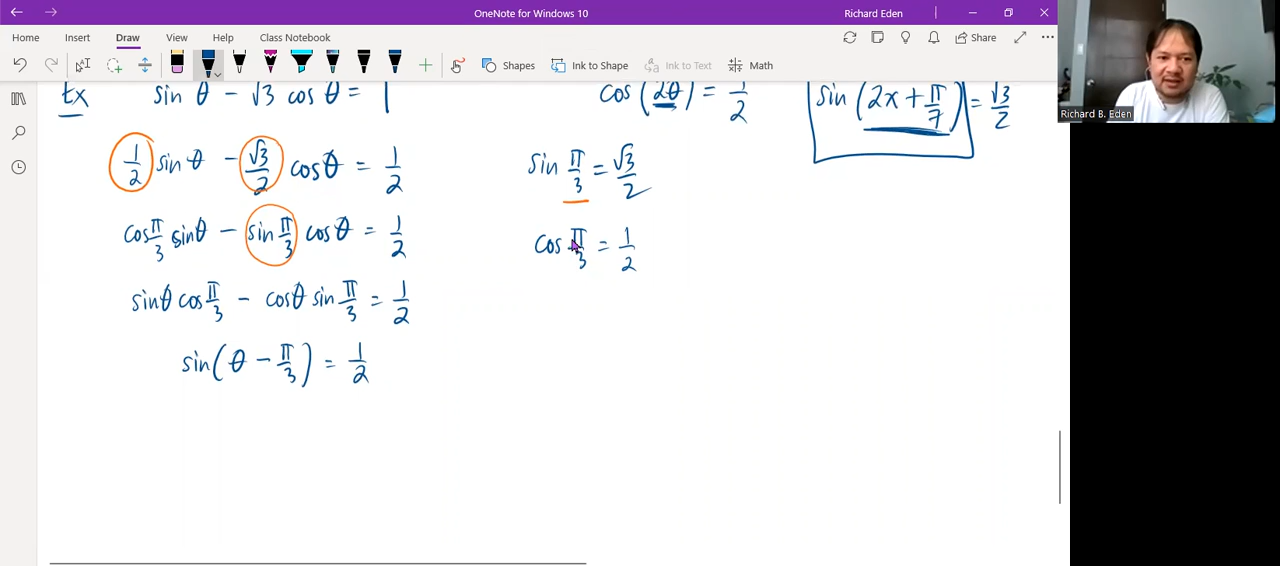 OneNote for Windows 10
Richard Eden
Home Insert Draw View Help Class Notebook
Share
Shapes Ink to Shape Ink to Text Math
Ex sin θ − √3 cos θ = 1
cos (2θ) = 1/2
sin (2x + π/7) = √3/2
1/2 sin θ − √3/2 cos θ = 1/2
cos π/3 sin θ − sin π/3 cos θ = 1/2
sin θ cos π/3 − cos θ sin π/3 = 1/2
sin (θ − π/3) = 1/2
sin π/3 = √3/2
cos π/3 = 1/2
Richard B. Eden